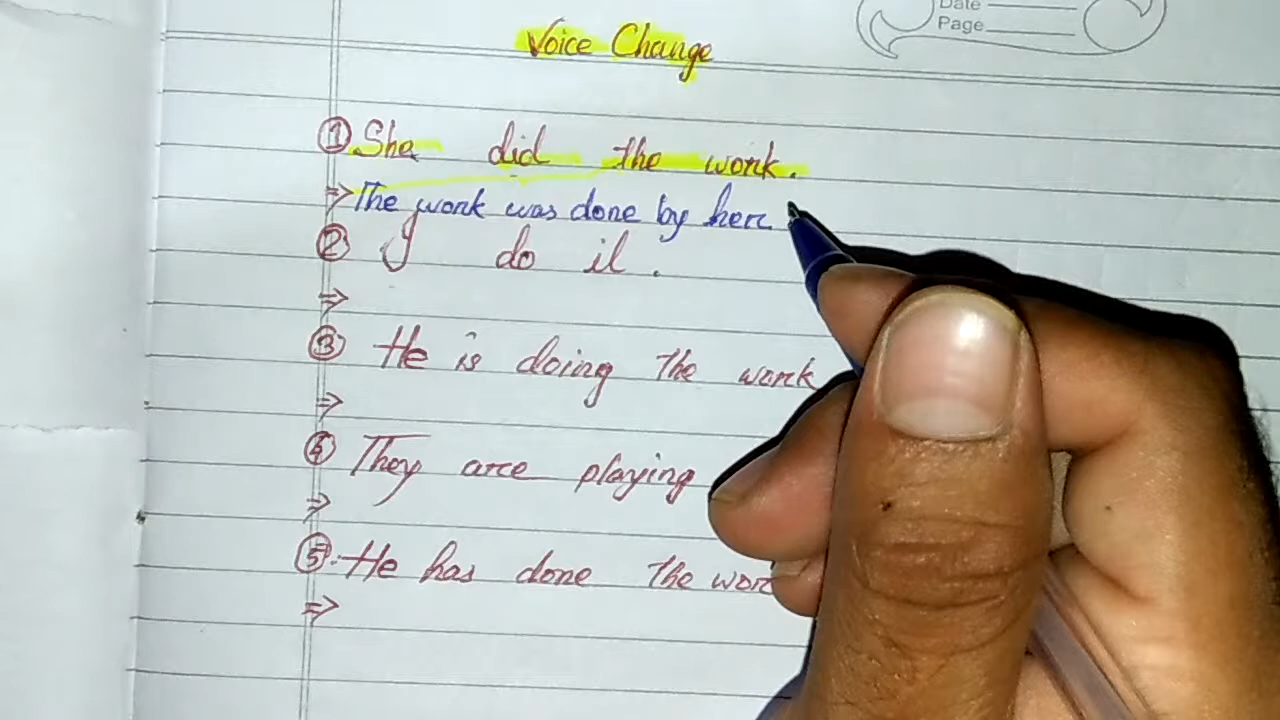 Date
Page
Voice Change
① She did the work.
⇒ The work was done by her
② I do it.
⇒
③ He is doing the work
⇒
④ They are playing
⇒
⑤ He has done the
⇒